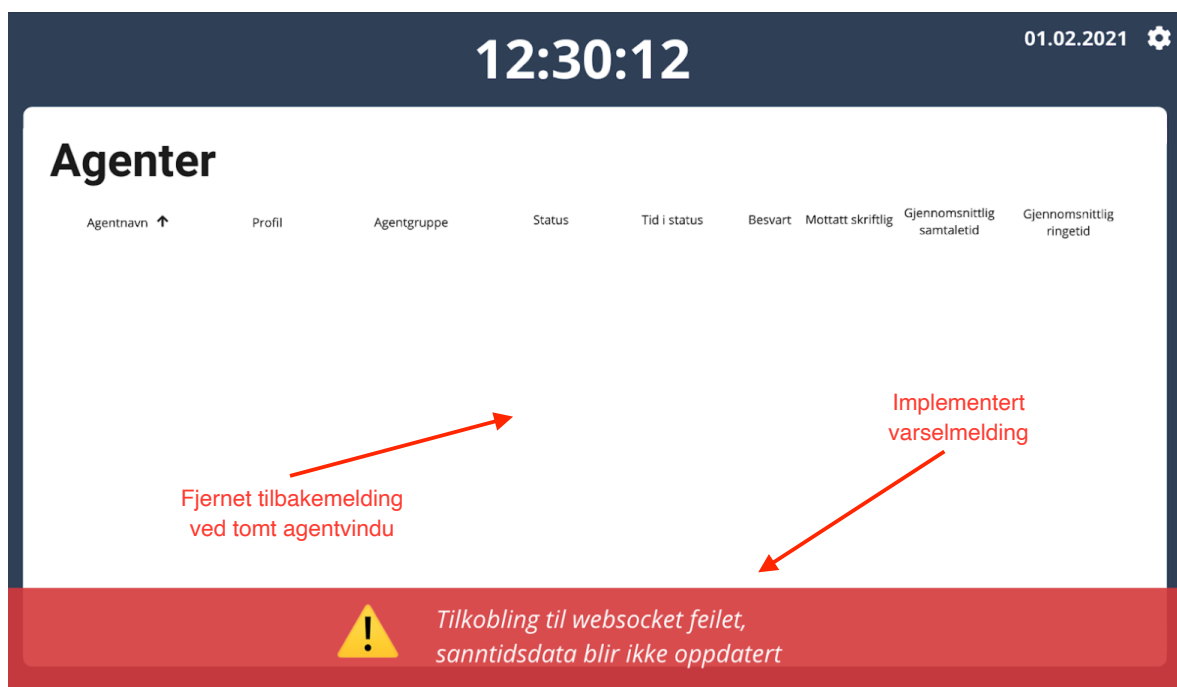 12:30:12
01.02.2021
Agenter
Agentnavn
Profil
Agentgruppe
Status
Tid i status
Besvart
Mottatt skriftlig
Gjennomsnittlig
samtaletid
Gjennomsnittlig
ringetid
Implementert
varselmelding
Fjernet tilbakemelding
ved tomt agentvindu
Tilkobling til websocket feilet,
sanntidsdata blir ikke oppdatert